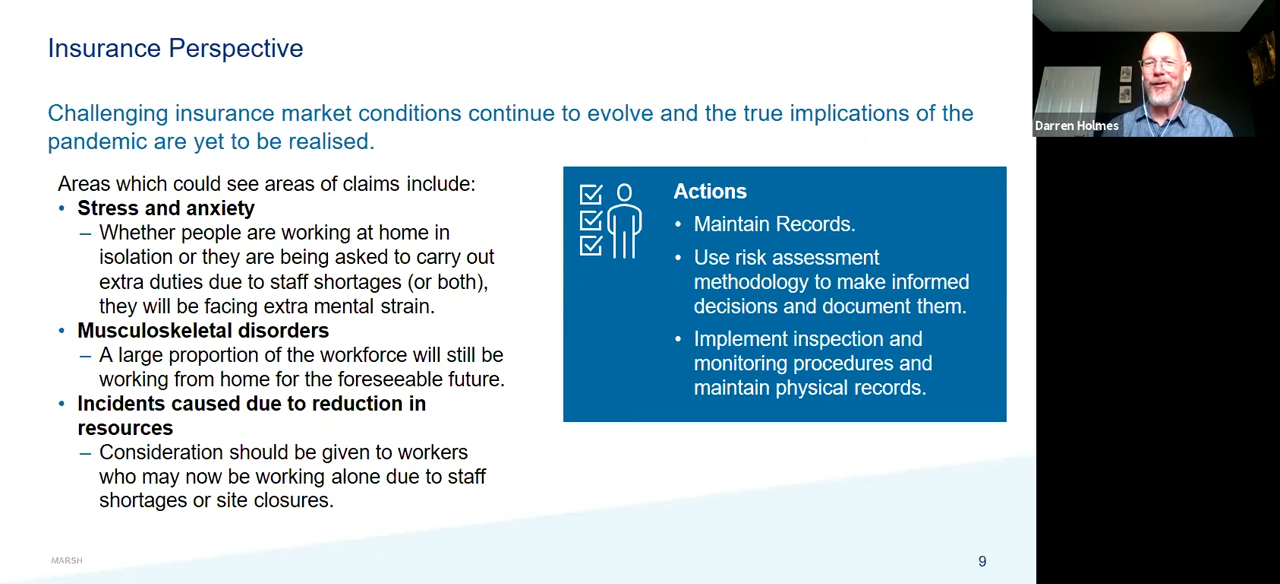 Insurance Perspective
Challenging insurance market conditions continue to evolve and the true implications of the
pandemic are yet to be realised.
Areas which could see areas of claims include:
• Stress and anxiety
– Whether people are working at home in
isolation or they are being asked to carry out
extra duties due to staff shortages (or both),
they will be facing extra mental strain.
• Musculoskeletal disorders
– A large proportion of the workforce will still be
working from home for the foreseeable future.
• Incidents caused due to reduction in
resources
– Consideration should be given to workers
who may now be working alone due to staff
shortages or site closures.
Actions
• Maintain Records.
• Use risk assessment
methodology to make informed
decisions and document them.
• Implement inspection and
monitoring procedures and
maintain physical records.
MARSH
9
Darren Holmes